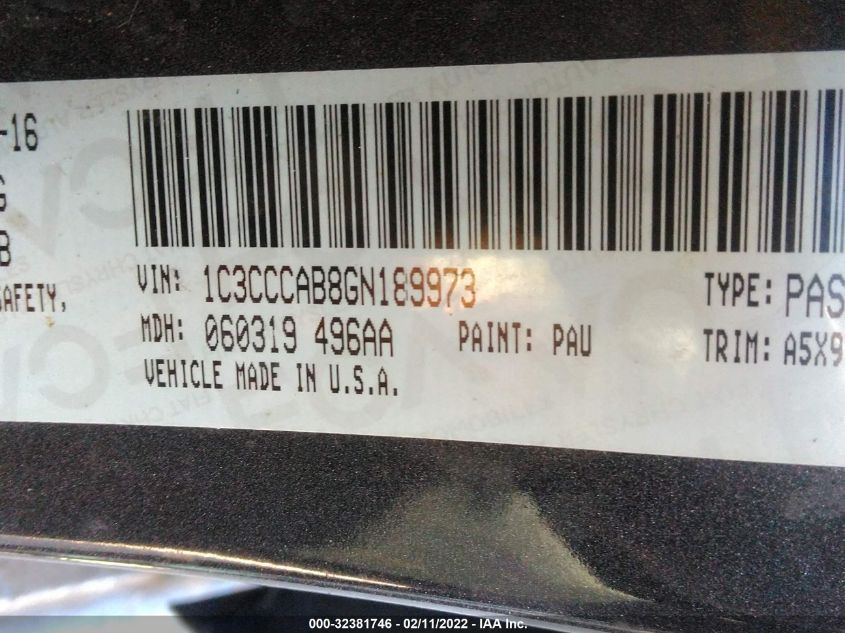 -16
G
B
SAFETY,
VIN: 1C3CCCAB8GN189973
TYPE: PAS
MDH: 060319 496AA
PAINT: PAU
TRIM: A5X9
VEHICLE MADE IN U.S.A.
000-32381746 - 02/11/2022 - IAA Inc.